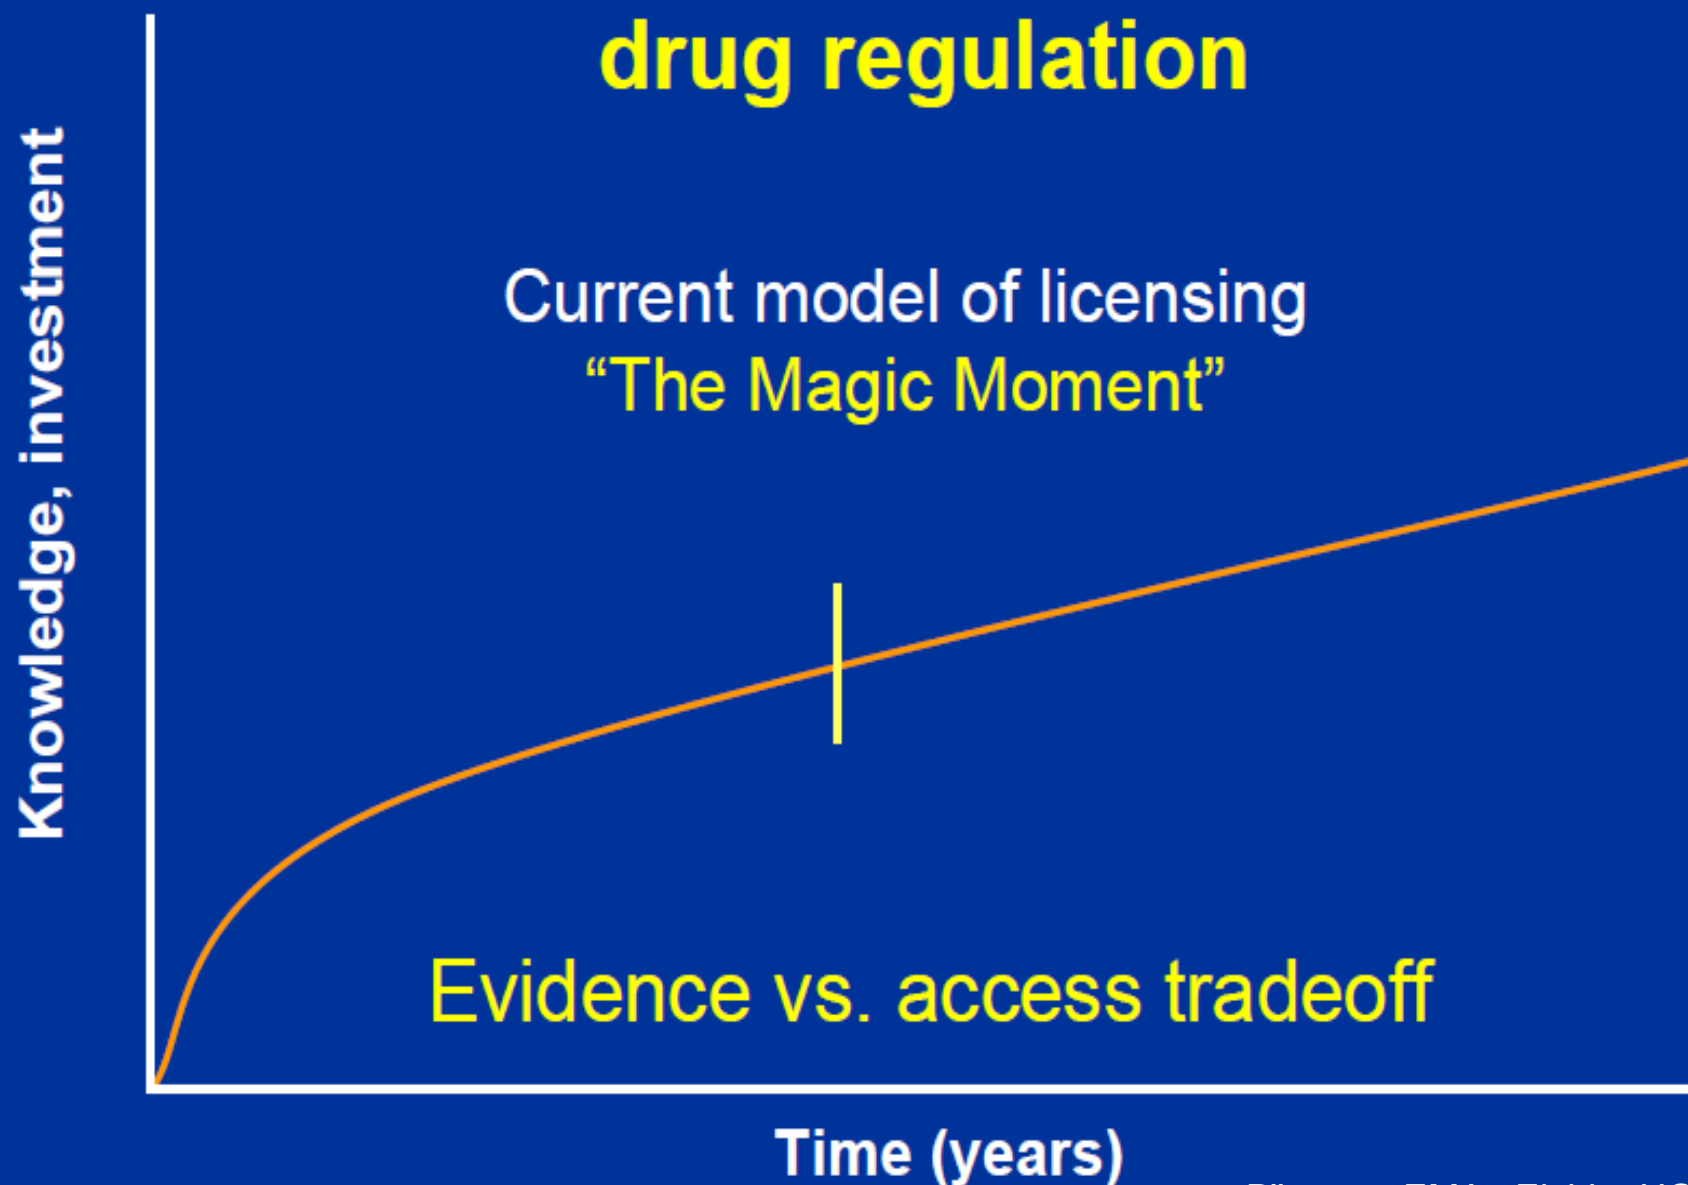 drug regulation
Current model of licensing
“The Magic Moment”
Knowledge, investment
Evidence vs. access tradeoff
Time (years)